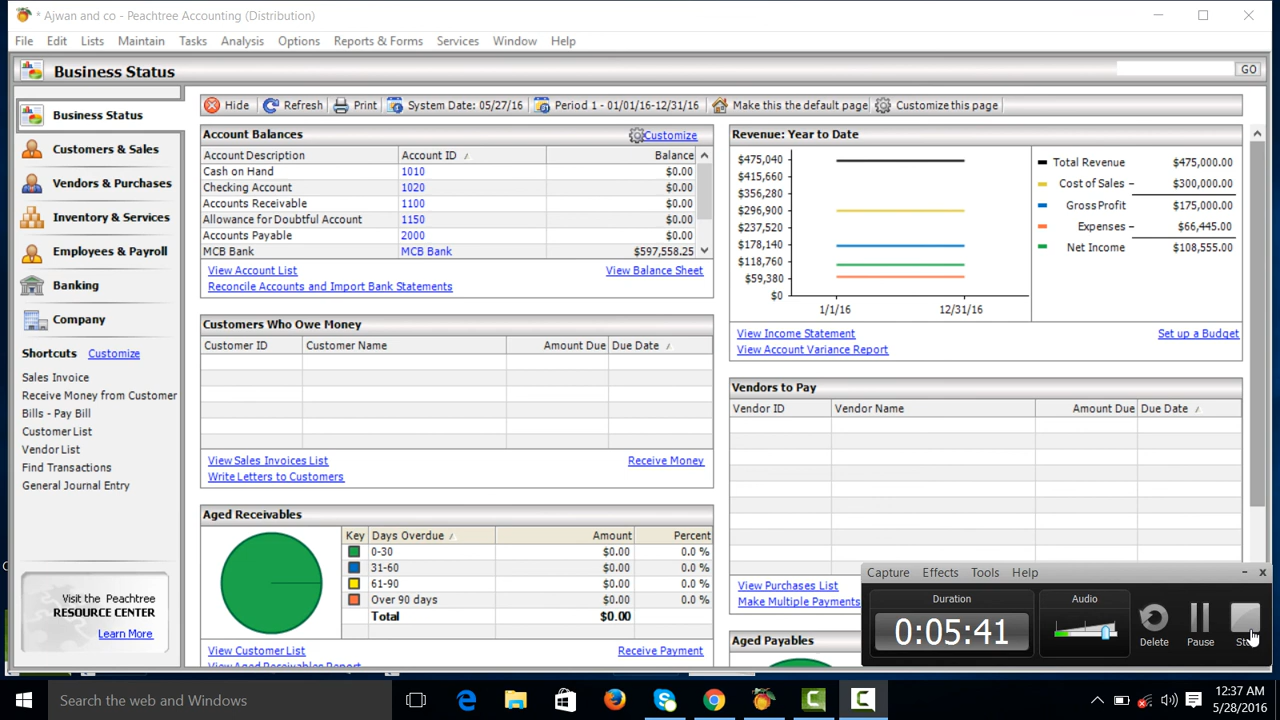 * Ajwan and co - Peachtree Accounting (Distribution)
File Edit Lists Maintain Tasks Analysis Options Reports & Forms Services Window Help
Business Status
GO
Business Status
Customers & Sales
Vendors & Purchases
Inventory & Services
Employees & Payroll
Banking
Company
Shortcuts Customize
Sales Invoice
Receive Money from Customer
Bills - Pay Bill
Customer List
Vendor List
Find Transactions
General Journal Entry
Visit the Peachtree
RESOURCE CENTER
Learn More
Hide Refresh Print System Date: 05/27/16 Period 1 - 01/01/16-12/31/16 Make this the default page Customize this page
Account Balances Customize
Account Description Account ID Balance
Cash on Hand 1010 $0.00
Checking Account 1020 $0.00
Accounts Receivable 1100 $0.00
Allowance for Doubtful Account 1150 $0.00
Accounts Payable 2000 $0.00
MCB Bank MCB Bank $597,558.25
View Account List View Balance Sheet
Reconcile Accounts and Import Bank Statements
Customers Who Owe Money
Customer ID Customer Name Amount Due Due Date
View Sales Invoices List Receive Money
Write Letters to Customers
Aged Receivables
Key Days Overdue Amount Percent
0-30 $0.00 0.0 %
31-60 $0.00 0.0 %
61-90 $0.00 0.0 %
Over 90 days $0.00 0.0 %
Total $0.00
View Customer List Receive Payment
View Aged Receivables Report
Revenue: Year to Date
$475,040
$415,660
$356,280
$296,900
$237,520
$178,140
$118,760
$59,380
$0
1/1/16 12/31/16
Total Revenue $475,000.00
Cost of Sales - $300,000.00
Gross Profit $175,000.00
Expenses - $66,445.00
Net Income $108,555.00
View Income Statement Set up a Budget
View Account Variance Report
Vendors to Pay
Vendor ID Vendor Name Amount Due Due Date
View Purchases List
Make Multiple Payments
Aged Payables
Capture Effects Tools Help
Duration Audio
0:05:41
Delete Pause
Search the web and Windows
12:37 AM
5/28/2016